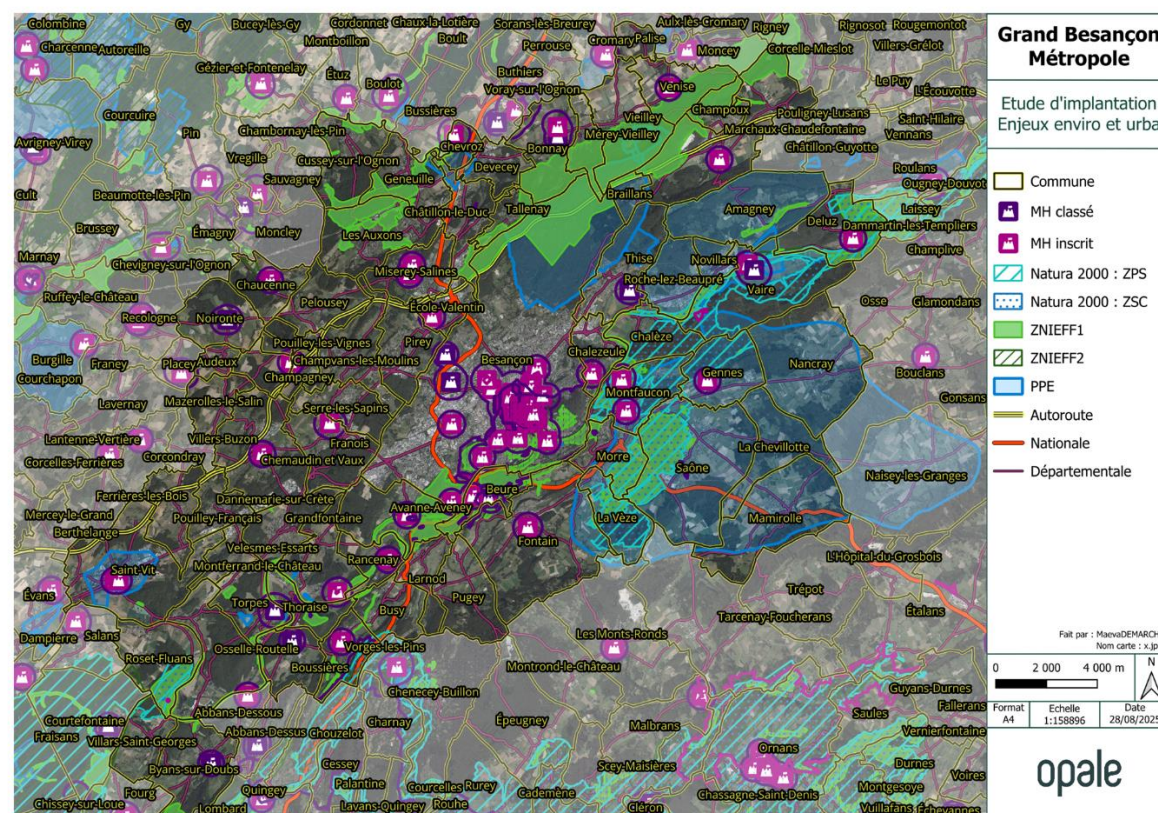 Grand Besançon
Métropole
Etude d'implantation
Enjeux enviro et urba
Commune
MH classé
MH inscrit
Natura 2000 : ZPS
Natura 2000 : ZSC
ZNIEFF1
ZNIEFF2
PPE
Autoroute
Nationale
Départementale
Fait par : MaevaDEMARCH
Nom carte : x.jp
0 2 000 4 000 m
N
Format
A4
Echelle
1:158896
Date
28/08/2025
opale
Colombine
Gy
Bucey-lès-Gy
Cordonnet
Chaux-la-Lotière
Sorans-lès-Breurey
Aulx-lès-Cromary
Rigney
Rignosot
Rougemontot
Charcenne
Autoreille
Montboillon
Boult
Perrouse
Cromary
Palise
Moncey
Corcelle-Mieslot
Villers-Grélot
Gézier-et-Fontenelay
Étuz
Boulot
Buthiers
Voray-sur-l'Ognon
Venise
Le Puy
L'Écouvotte
Courcuire
Bussières
Vieilley
Champoux
Pouligney-Lusans
Saint-Hilaire
Pin
Chambornay-lès-Pin
Chevroz
Bonnay
Mérey-Vieilley
Marchaux-Chaudefontaine
Vennans
Avrigney-Virey
Vregille
Cussey-sur-l'Ognon
Devecey
Châtillon-Guyotte
Cult
Beaumotte-lès-Pin
Sauvagney
Geneuille
Braillans
Roulans
Ougney-Douvot
Brussey
Émagny
Moncley
Les Auxons
Châtillon-le-Duc
Tallenay
Amagney
Deluz
Laissey
Dammartin-les-Templiers
Marnay
Chevigney-sur-l'Ognon
Miserey-Salines
Thise
Novillars
Champlive
Ruffey-le-Château
Chaucenne
Pelousey
École-Valentin
Roche-lez-Beaupré
Vaire
Osse
Glamondans
Recologne
Noironte
Pouilley-les-Vignes
Pirey
Chalèze
Burgille
Franey
Placey
Audeux
Champvans-les-Moulins
Besançon
Chalezeule
Nancray
Bouclans
Courchapon
Champagney
Gennes
Lavernay
Mazerolles-le-Salin
Montfaucon
Gonsans
Serre-les-Sapins
Lantenne-Vertière
Villers-Buzon
Franois
La Chevillotte
Corcelles-Ferrières
Corcondray
Chemaudin et Vaux
Morre
Saône
Naisey-les-Granges
Ferrières-les-Bois
Dannemarie-sur-Crète
Beure
Mercey-le-Grand
Pouilley-Français
Grandfontaine
Avanne-Aveney
La Vèze
Mamirolle
Berthelange
Fontain
Velesmes-Essarts
L'Hôpital-du-Grosbois
Saint-Vit
Montferrand-le-Château
Rancenay
Larnod
Évans
Torpes
Thoraise
Busy
Pugey
Trépot
Étalans
Dampierre
Salans
Tarcenay-Foucherans
Osselle-Routelle
Vorges-les-Pins
Les Monts-Ronds
Roset-Fluans
Boussières
Montrond-le-Château
Chenecey-Buillon
Guyans-Durnes
Abbans-Dessous
Fallerans
Courtefontaine
Abbans-Dessus
Chouzelot
Charnay
Épeugney
Malbrans
Saules
Vernierfontaine
Fraisans
Villars-Saint-Georges
Cessey
Ornans
Byans-sur-Doubs
Scey-Maisières
Durnes
Voires
Fourg
Quingey
Palantine
Courcelles
Rurey
Cademène
Montgesoye
Chissey-sur-Loue
Lombard
Lavans-Quingey
Rouhe
Cléron
Chassagne-Saint-Denis
Vuillafans
Échevannes